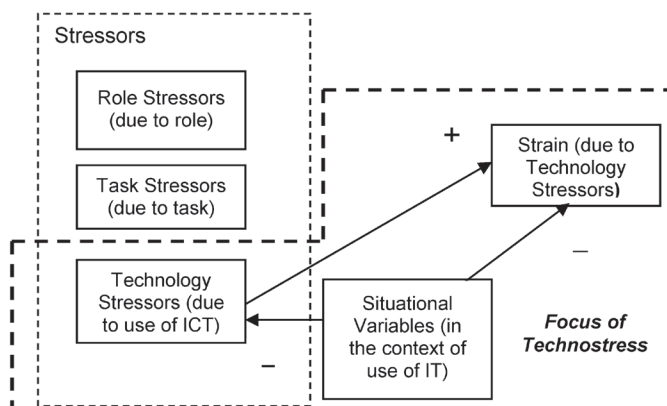 Stressors
Role Stressors
(due to role)
Task Stressors
(due to task)
Technology
Stressors (due
to use of ICT)
–
+
Strain (due to
Technology
Stressors)
–
Situational
Variables (in
the context of
use of IT)
Focus of
Technostress